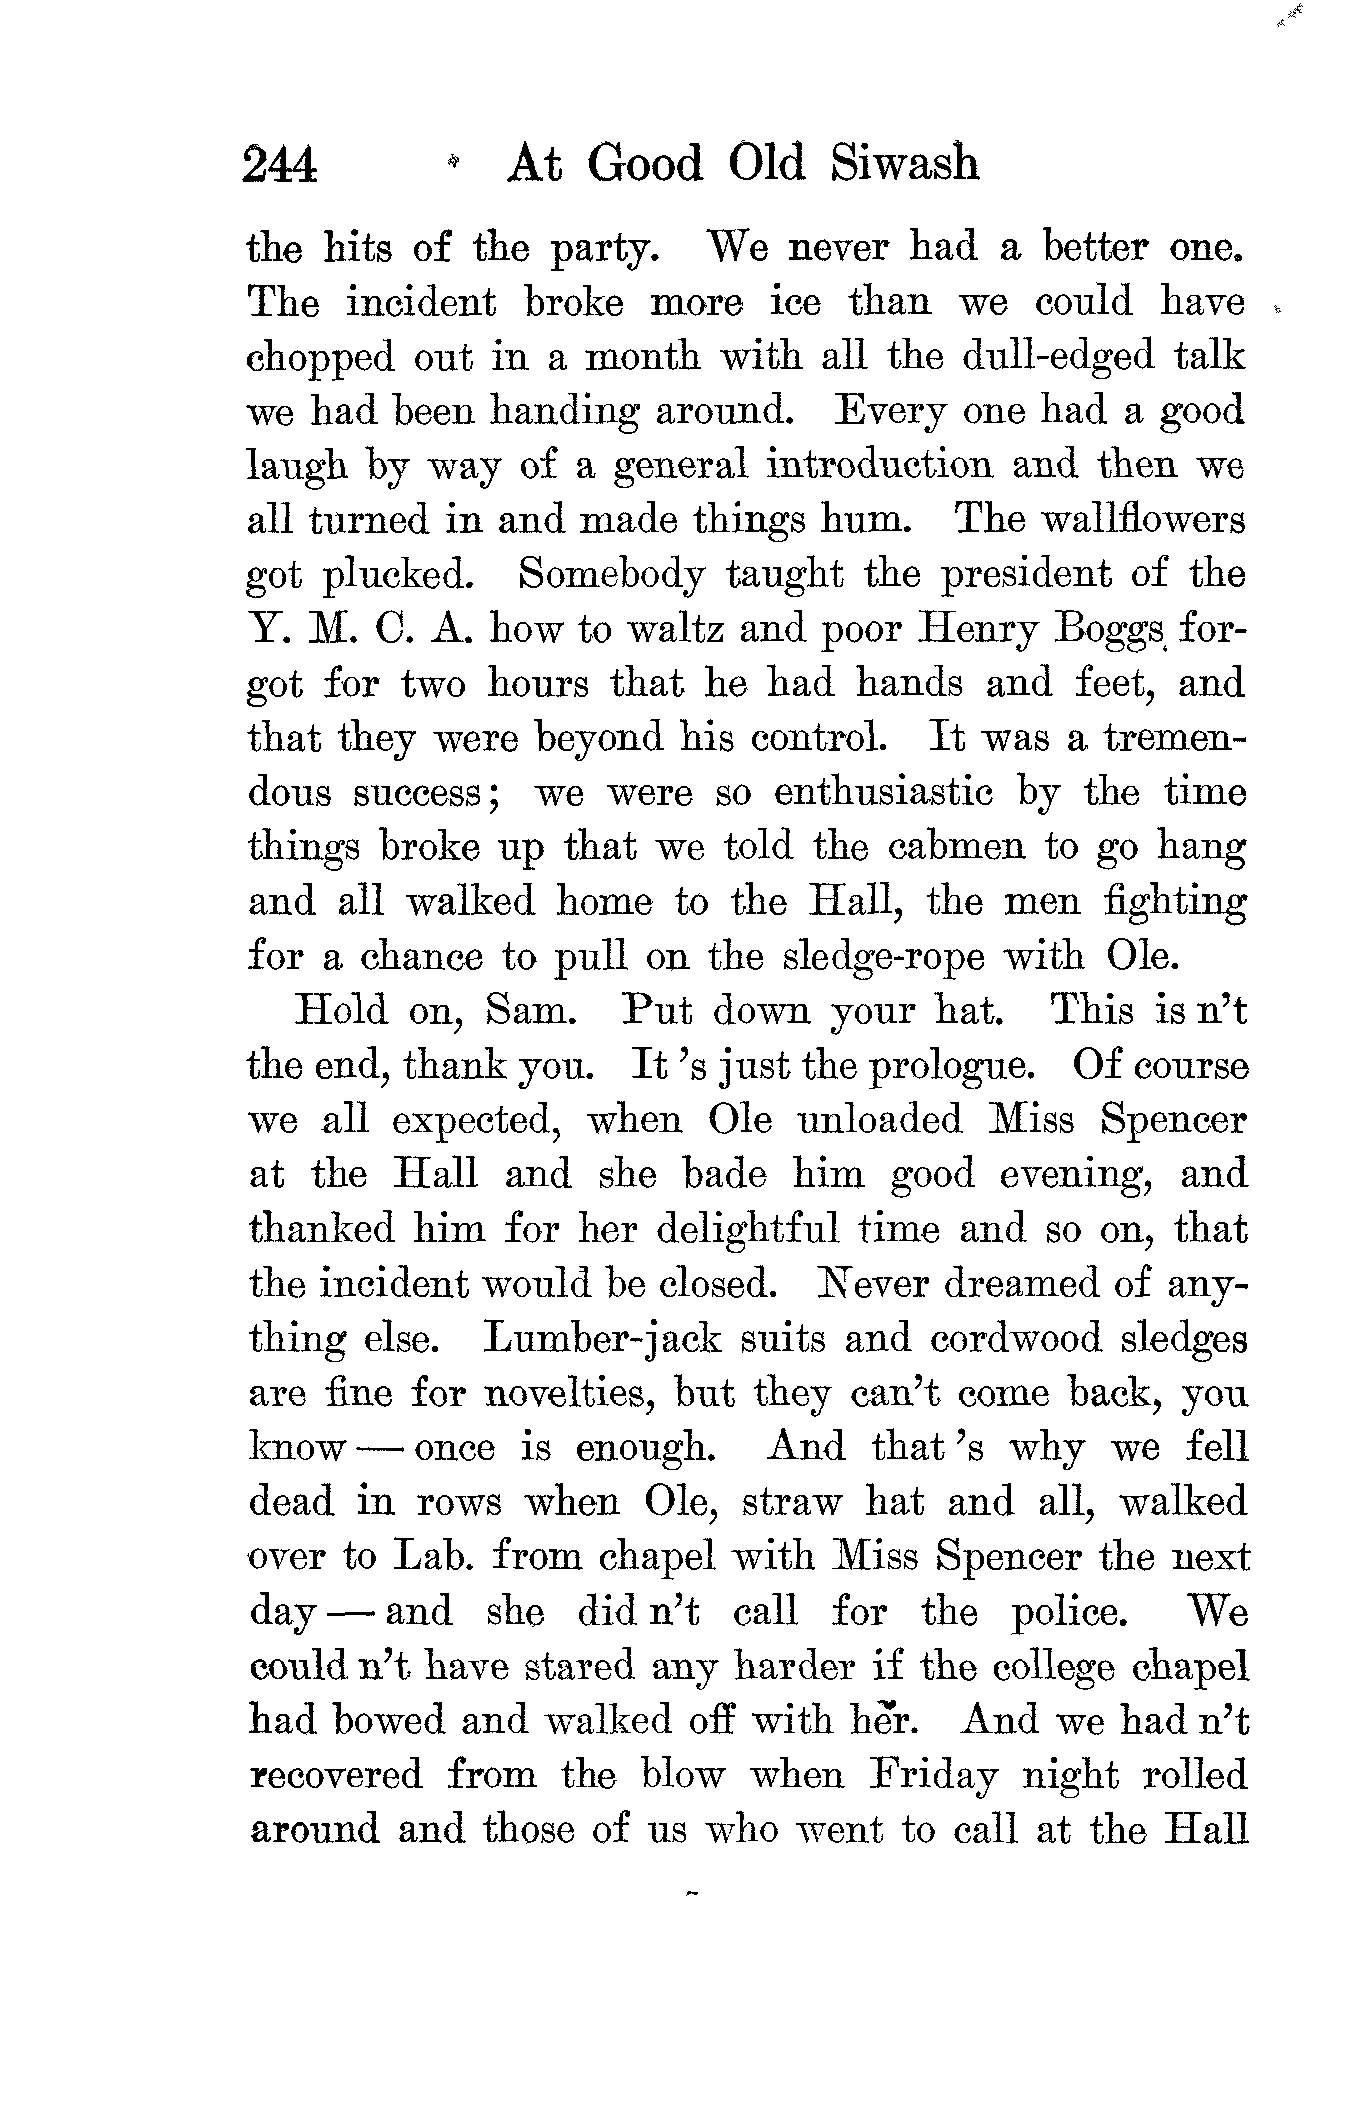 244 At Good Old Siwash
the hits of the party. We never had a better one.
The incident broke more ice than we could have
chopped out in a month with all the dull-edged talk
we had been handing around. Every one had a good
laugh by way of a general introduction and then we
all turned in and made things hum. The wallflowers
got plucked. Somebody taught the president of the
Y. M. C. A. how to waltz and poor Henry Boggs for-
got for two hours that he had hands and feet, and
that they were beyond his control. It was a tremen-
dous success; we were so enthusiastic by the time
things broke up that we told the cabmen to go hang
and all walked home to the Hall, the men fighting
for a chance to pull on the sledge-rope with Ole.
Hold on, Sam. Put down your hat. This is n't
the end, thank you. It 's just the prologue. Of course
we all expected, when Ole unloaded Miss Spencer
at the Hall and she bade him good evening, and
thanked him for her delightful time and so on, that
the incident would be closed. Never dreamed of any-
thing else. Lumber-jack suits and cordwood sledges
are fine for novelties, but they can't come back, you
know — once is enough. And that 's why we fell
dead in rows when Ole, straw hat and all, walked
over to Lab. from chapel with Miss Spencer the next
day — and she did n't call for the police. We
could n't have stared any harder if the college chapel
had bowed and walked off with her. And we had n't
recovered from the blow when Friday night rolled
around and those of us who went to call at the Hall